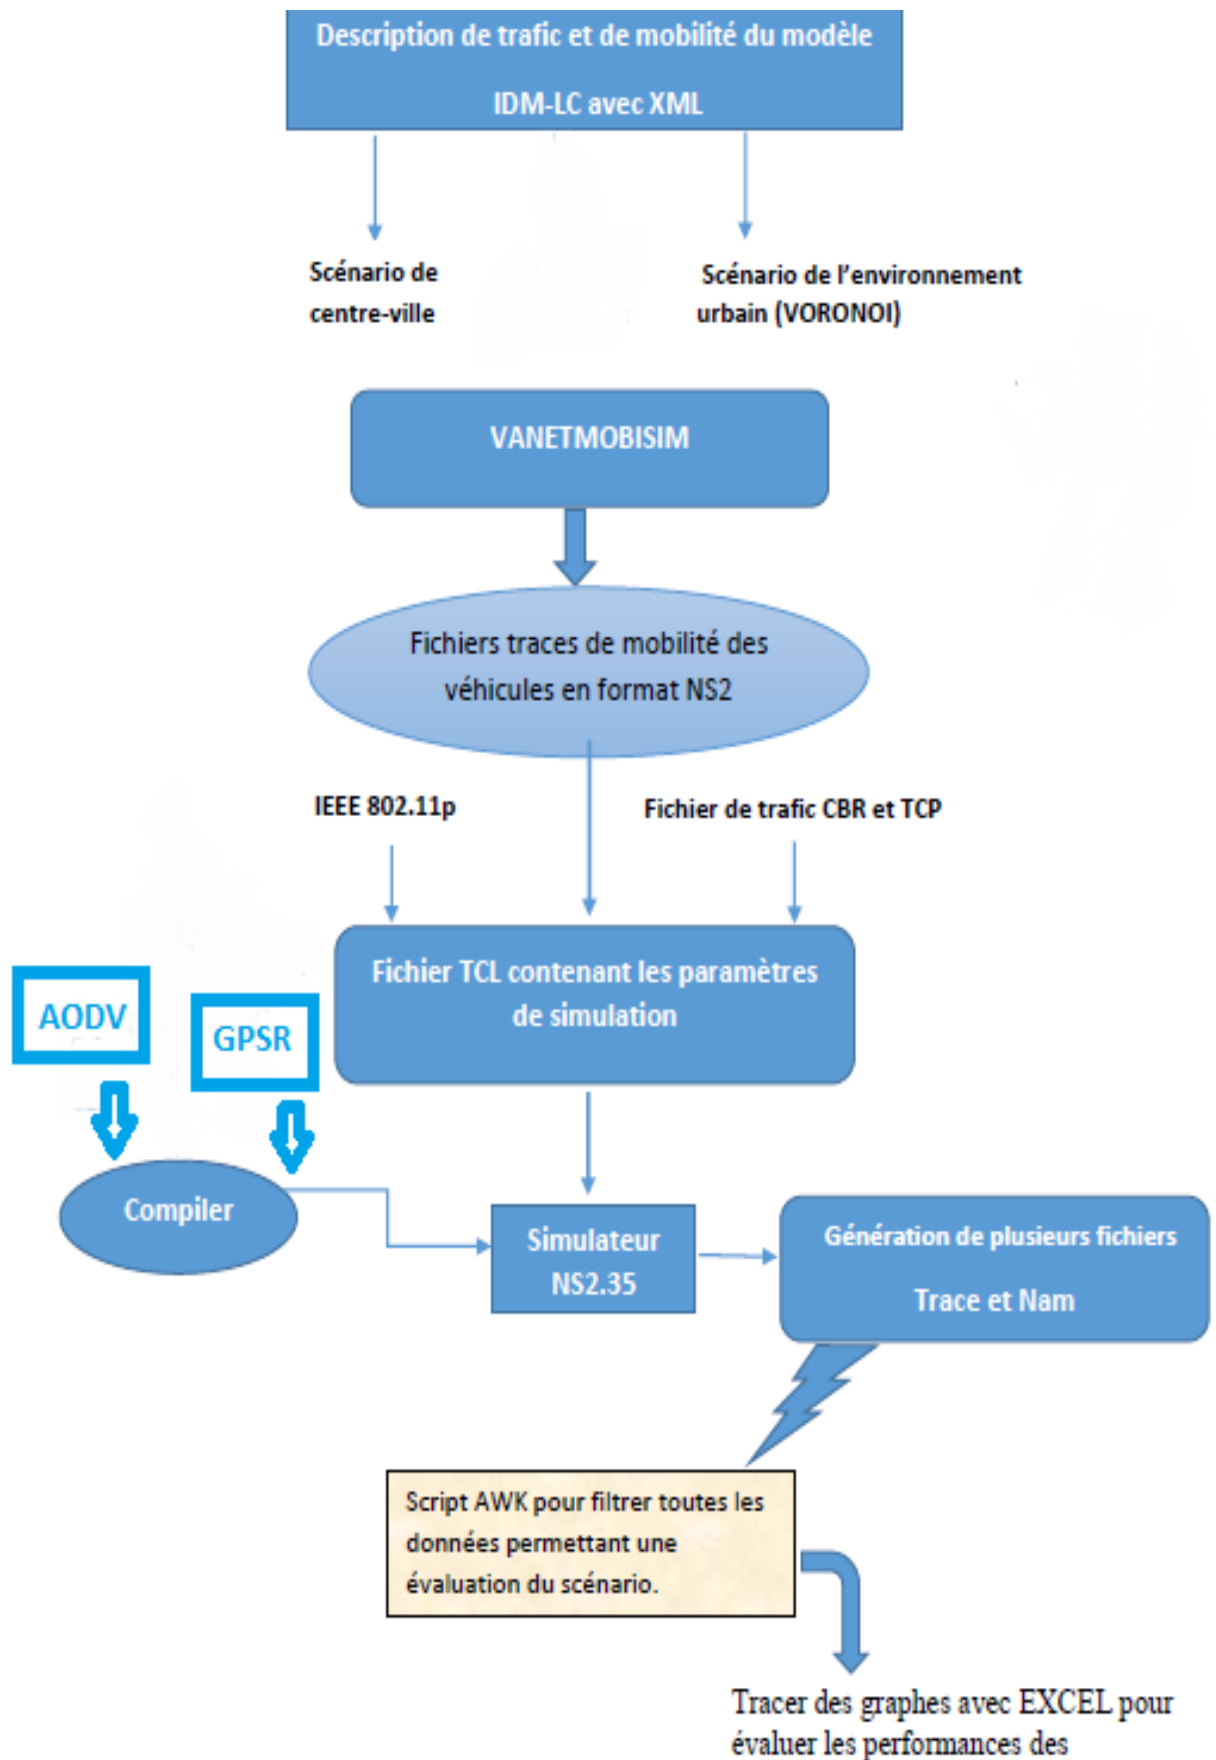 Description de trafic et de mobilité du modèle
IDM-LC avec XML
Scénario de
centre-ville
Scénario de l'environnement
urbain (VORONOI)
VANETMOBISIM
Fichiers traces de mobilité des
véhicules en format NS2
IEEE 802.11p
Fichier de trafic CBR et TCP
Fichier TCL contenant les paramètres
de simulation
AODV
GPSR
Compiler
Simulateur
NS2.35
Génération de plusieurs fichiers
Trace et Nam
Script AWK pour filtrer toutes les
données permettant une
évaluation du scénario.
Tracer des graphes avec EXCEL pour
évaluer les performances des